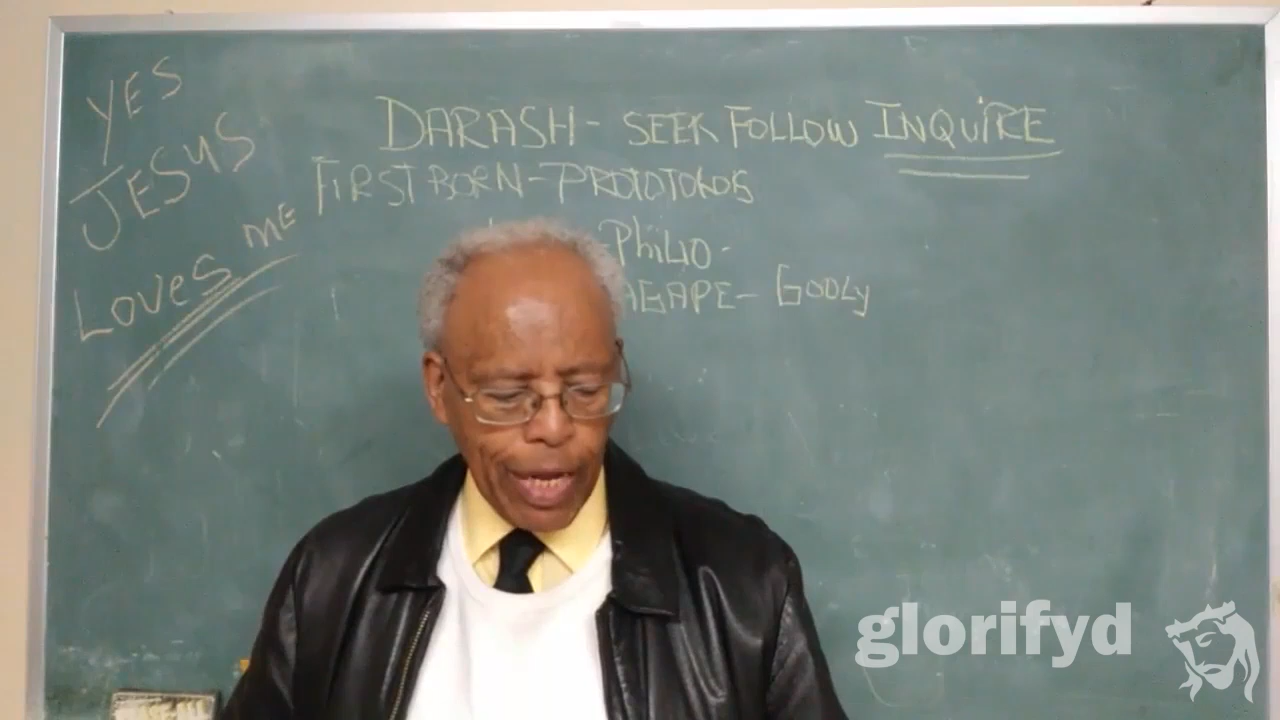 YES
JESUS
LOVES ME
DARASH - SEEK FOLLOW INQUIRE
FIRST BORN - PROTOTOKOS
- Philio -
AGAPE - GODLY
glorifyd